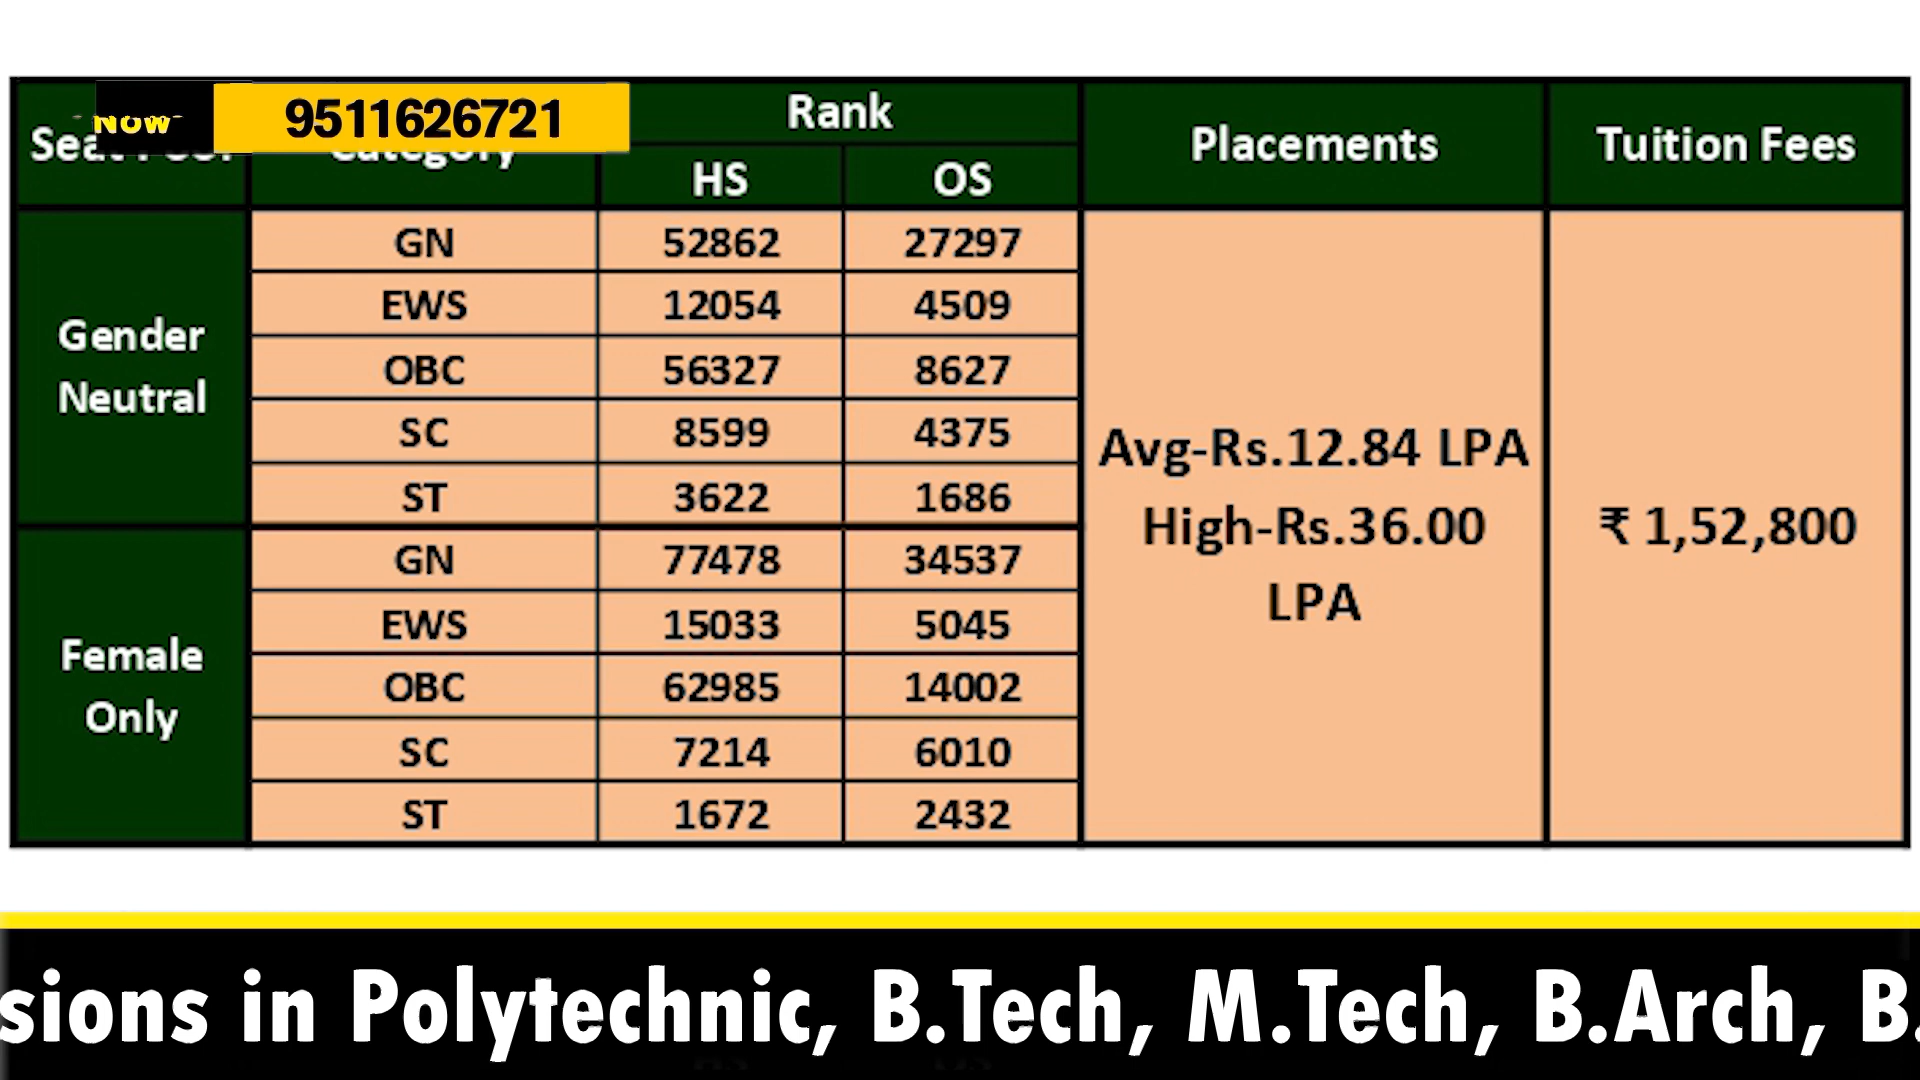 NOW 9511626721
Rank Placements Tuition Fees
Category
HS OS
Gender
Neutral
GN 52862 27297
EWS 12054 4509
OBC 56327 8627
SC 8599 4375
ST 3622 1686
Female
Only
GN 77478 34537
EWS 15033 5045
OBC 62985 14002
SC 7214 6010
ST 1672 2432
Avg-Rs.12.84 LPA
High-Rs.36.00
LPA
₹ 1,52,800
sions in Polytechnic, B.Tech, M.Tech, B.Arch, B.